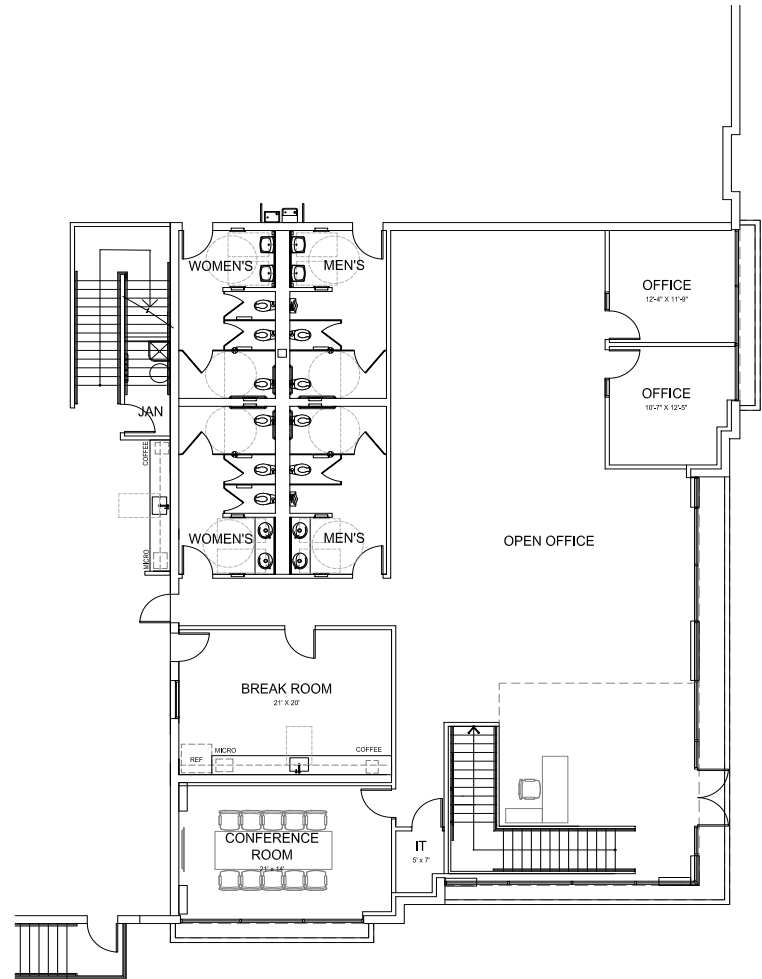 WOMEN'S
MEN'S
OFFICE
12'-4" X 11'-9"
OFFICE
10'-7" X 12'-5"
JAN
COFFEE
MICRO
WOMEN'S
MEN'S
OPEN OFFICE
BREAK ROOM
21' X 20'
REF
MICRO
COFFEE
CONFERENCE
ROOM
21' x 14'
IT
5' x 7'